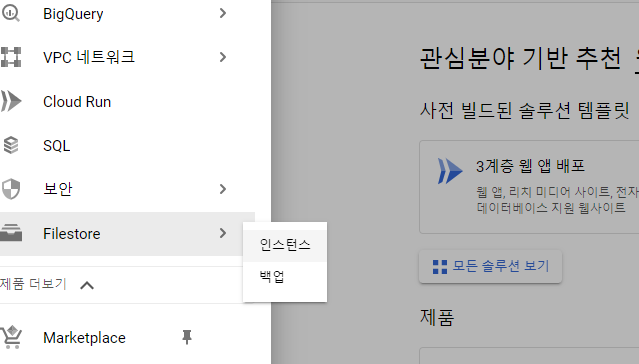 BigQuery
VPC 네트워크
Cloud Run
SQL
보안
Filestore
인스턴스
백업
제품 더보기
Marketplace
관심분야 기반 추천
사전 빌드된 솔루션 템플릿
3계층 웹 앱 배포
웹 앱, 리치 미디어 사이트, 전자
데이터베이스 지원 웹사이트
모든 솔루션 보기
제품